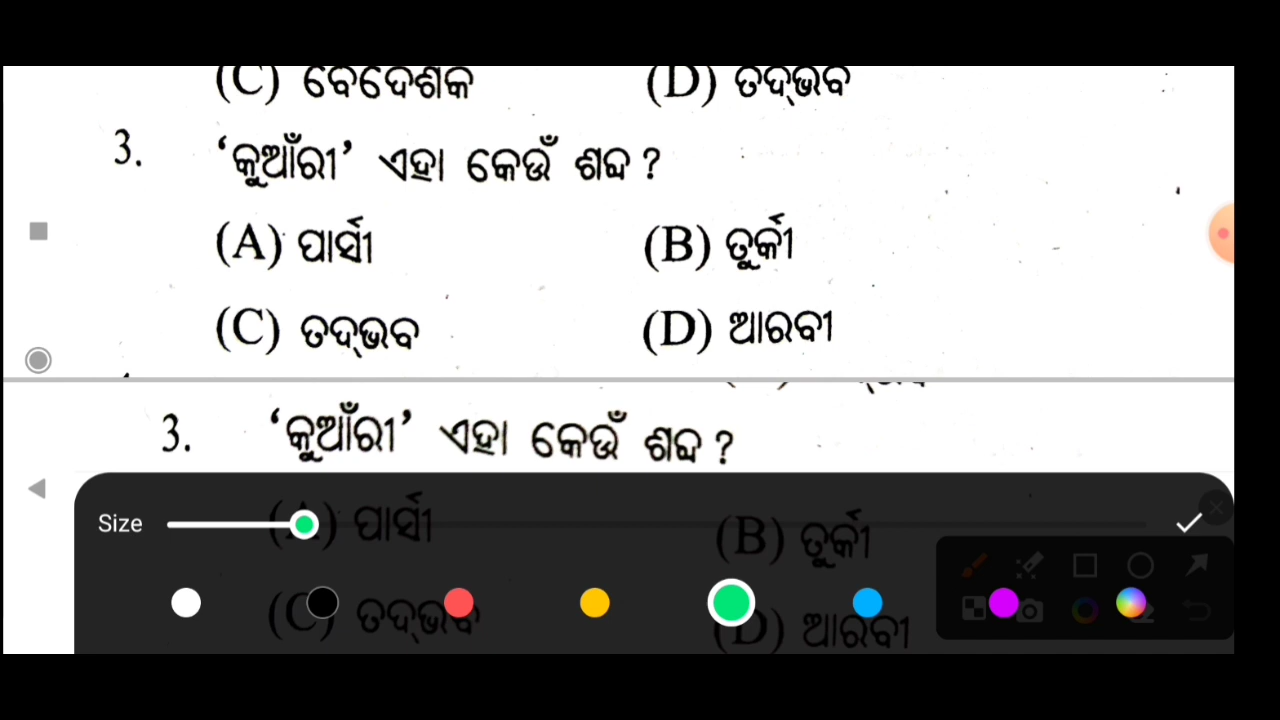 (C) ବୈଦେଶିକ (D) ତଦ୍‌ଭବ
3. ‘କୁଆଁରୀ’ ଏହା କେଉଁ ଶବ୍ଦ ?
(A) ପାର୍ସୀ (B) ତୁର୍କୀ
(C) ତଦ୍‌ଭବ (D) ଆରବୀ
3. ‘କୁଆଁରୀ’ ଏହା କେଉଁ ଶବ୍ଦ ?
Size
(A) ପାର୍ସୀ (B) ତୁର୍କୀ
(C) ତଦ୍‌ଭବ (D) ଆରବୀ